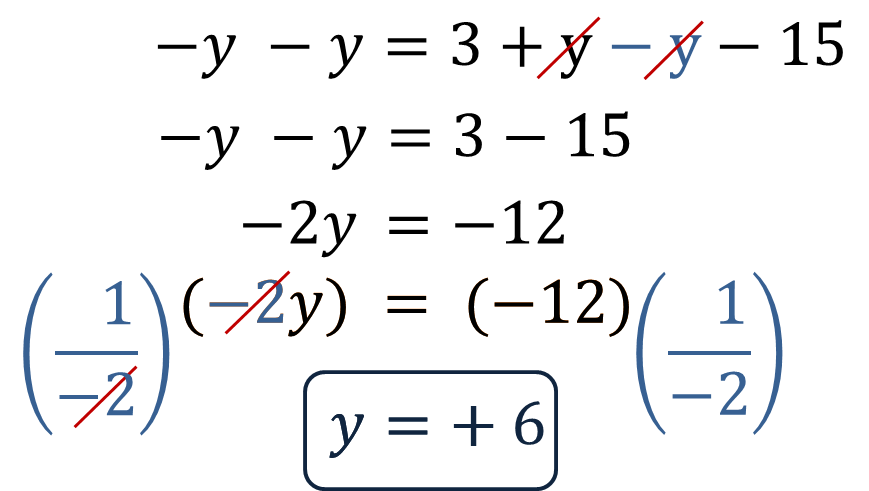 −y − y = 3 + y − y − 15
−y − y = 3 − 15
−2y = −12
(1/−2)(−2y) = (−12)(1/−2)
y = + 6